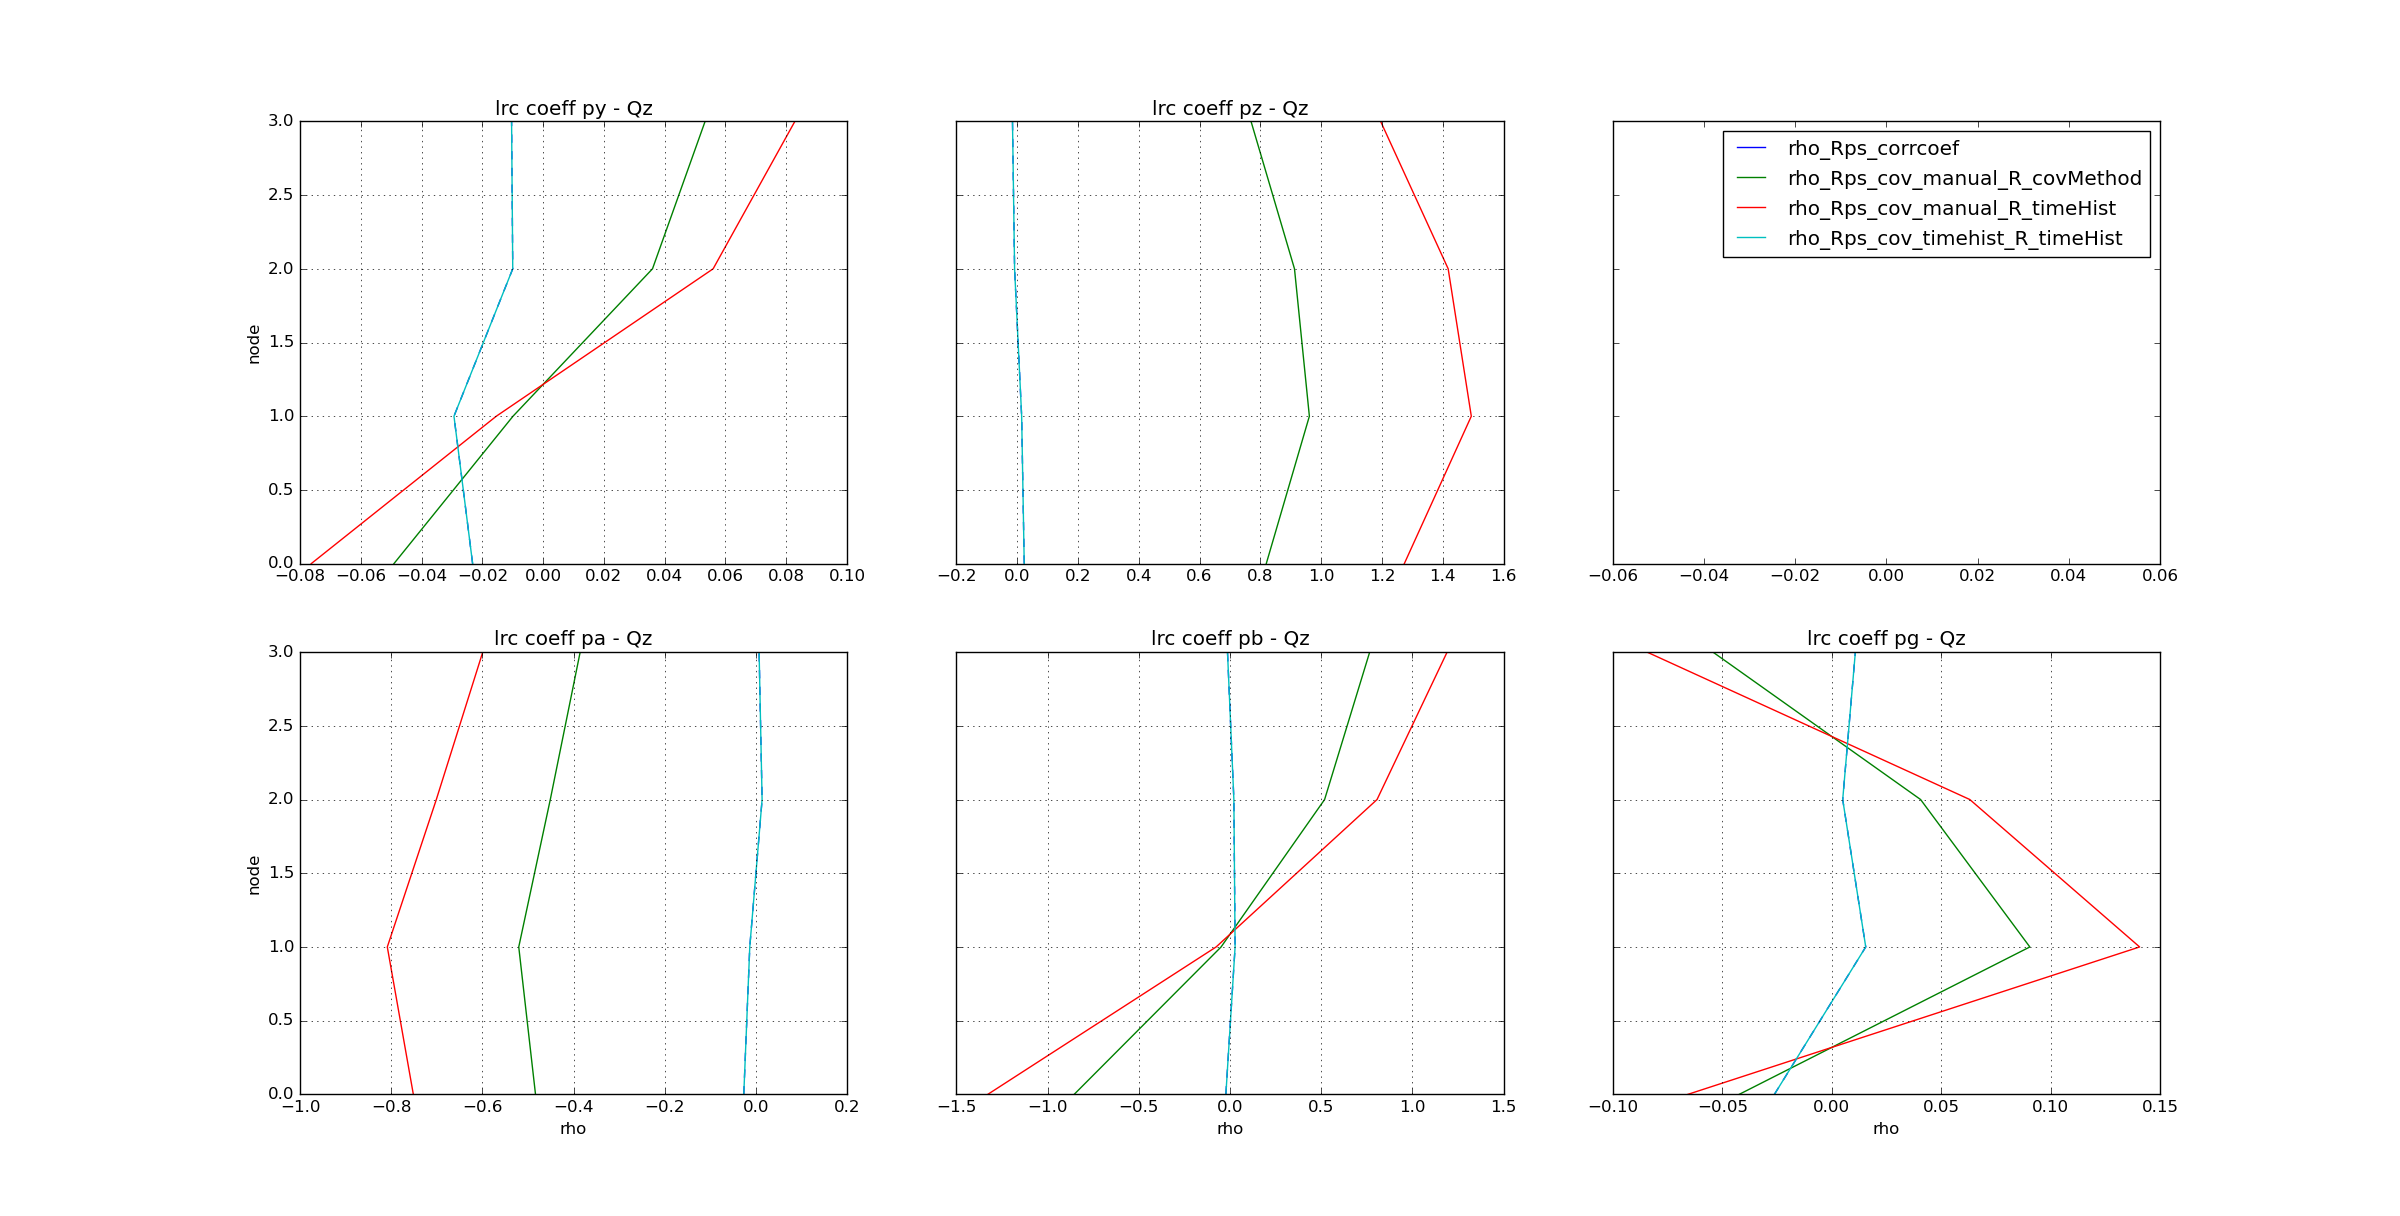 lrc coeff py - Qz
lrc coeff pz - Qz
3.0
2.5
2.0
1.5
1.0
0.5
0.0
node
−0.08 −0.06 −0.04 −0.02 0.00 0.02 0.04 0.06 0.08 0.10
−0.2 0.0 0.2 0.4 0.6 0.8 1.0 1.2 1.4 1.6
rho_Rps_corrcoef
rho_Rps_cov_manual_R_covMethod
rho_Rps_cov_manual_R_timeHist
rho_Rps_cov_timehist_R_timeHist
−0.06 −0.04 −0.02 0.00 0.02 0.04 0.06
lrc coeff pa - Qz
3.0
2.5
2.0
1.5
1.0
0.5
0.0
node
−1.0 −0.8 −0.6 −0.4 −0.2 0.0 0.2
rho
lrc coeff pb - Qz
−1.5 −1.0 −0.5 0.0 0.5 1.0 1.5
rho
lrc coeff pg - Qz
−0.10 −0.05 0.00 0.05 0.10 0.15
rho